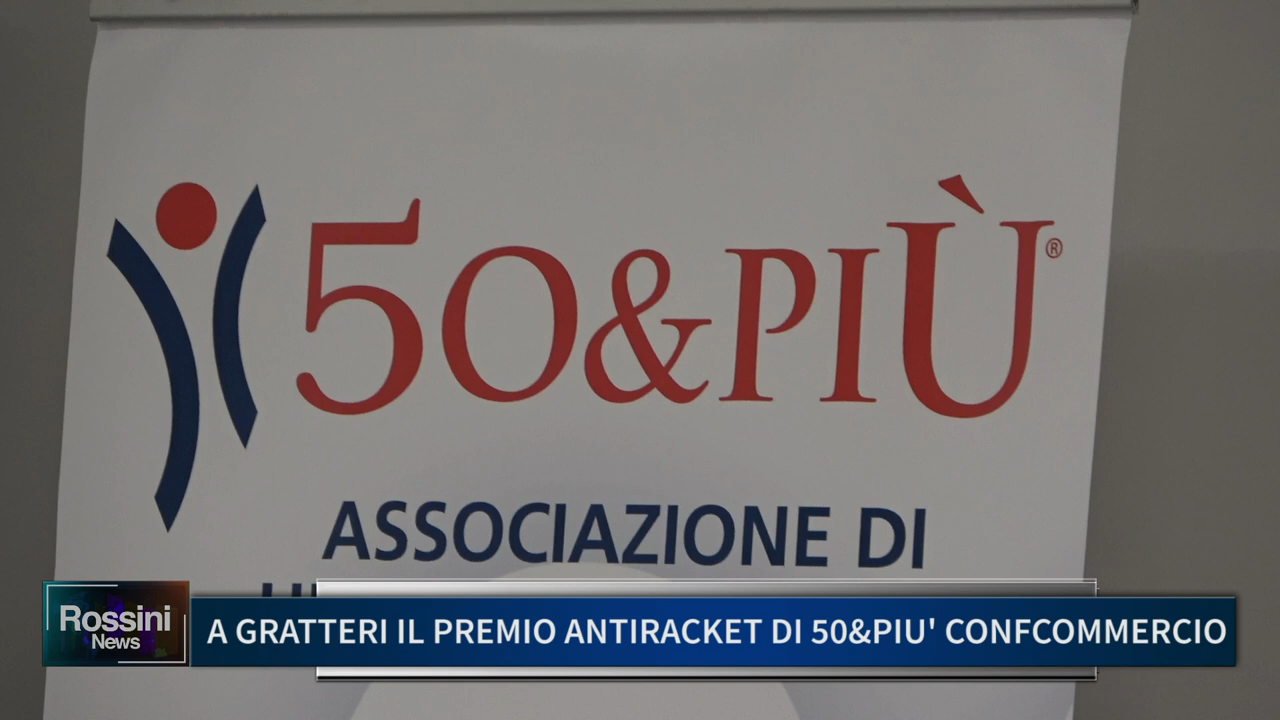 50&PIÙ®
ASSOCIAZIONE DI
Rossini
News
A GRATTERI IL PREMIO ANTIRACKET DI 50&PIU' CONFCOMMERCIO